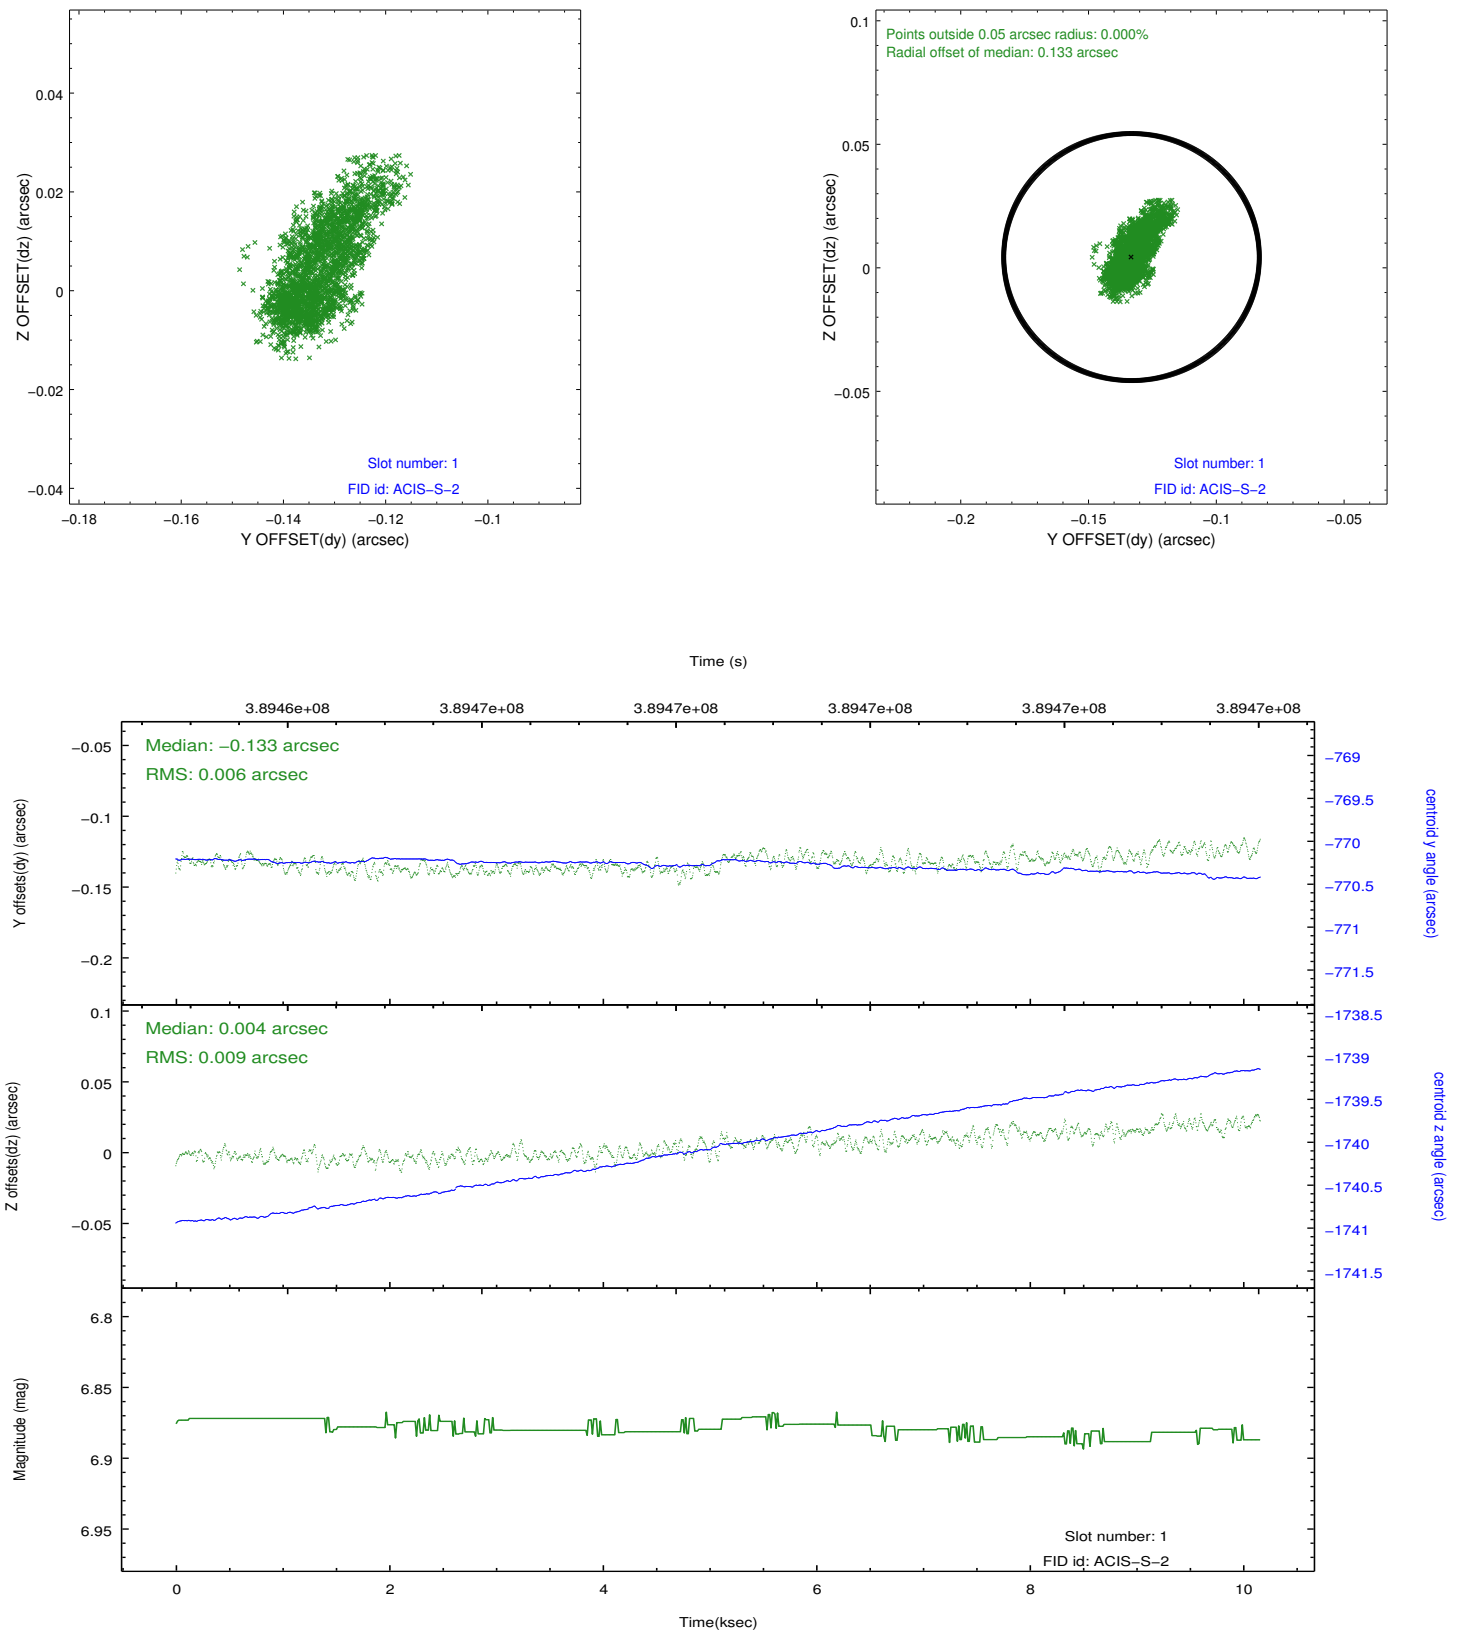 0.04
0.02
0
−0.02
−0.04
Z OFFSET(dz) (arcsec)
Slot number: 1
FID id: ACIS−S−2
−0.18
−0.16
−0.14
−0.12
−0.1
Y OFFSET(dy) (arcsec)
Points outside 0.05 arcsec radius: 0.000%
Radial offset of median: 0.133 arcsec
0.1
0.05
0
−0.05
Z OFFSET(dz) (arcsec)
Slot number: 1
FID id: ACIS−S−2
−0.2
−0.15
−0.1
−0.05
Y OFFSET(dy) (arcsec)
Time (s)
3.8946e+08
3.8947e+08
3.8947e+08
3.8947e+08
3.8947e+08
3.8947e+08
Median: −0.133 arcsec
RMS: 0.006 arcsec
−0.05
−0.1
−0.15
−0.2
Y offsets(dy) (arcsec)
−769
−769.5
−770
−770.5
−771
−771.5
centroid y angle (arcsec)
Median: 0.004 arcsec
RMS: 0.009 arcsec
0.1
0.05
0
−0.05
Z offsets(dz) (arcsec)
−1738.5
−1739
−1739.5
−1740
−1740.5
−1741
−1741.5
centroid z angle (arcsec)
6.8
6.85
6.9
6.95
Magnitude (mag)
Slot number: 1
FID id: ACIS−S−2
0
2
4
6
8
10
Time(ksec)